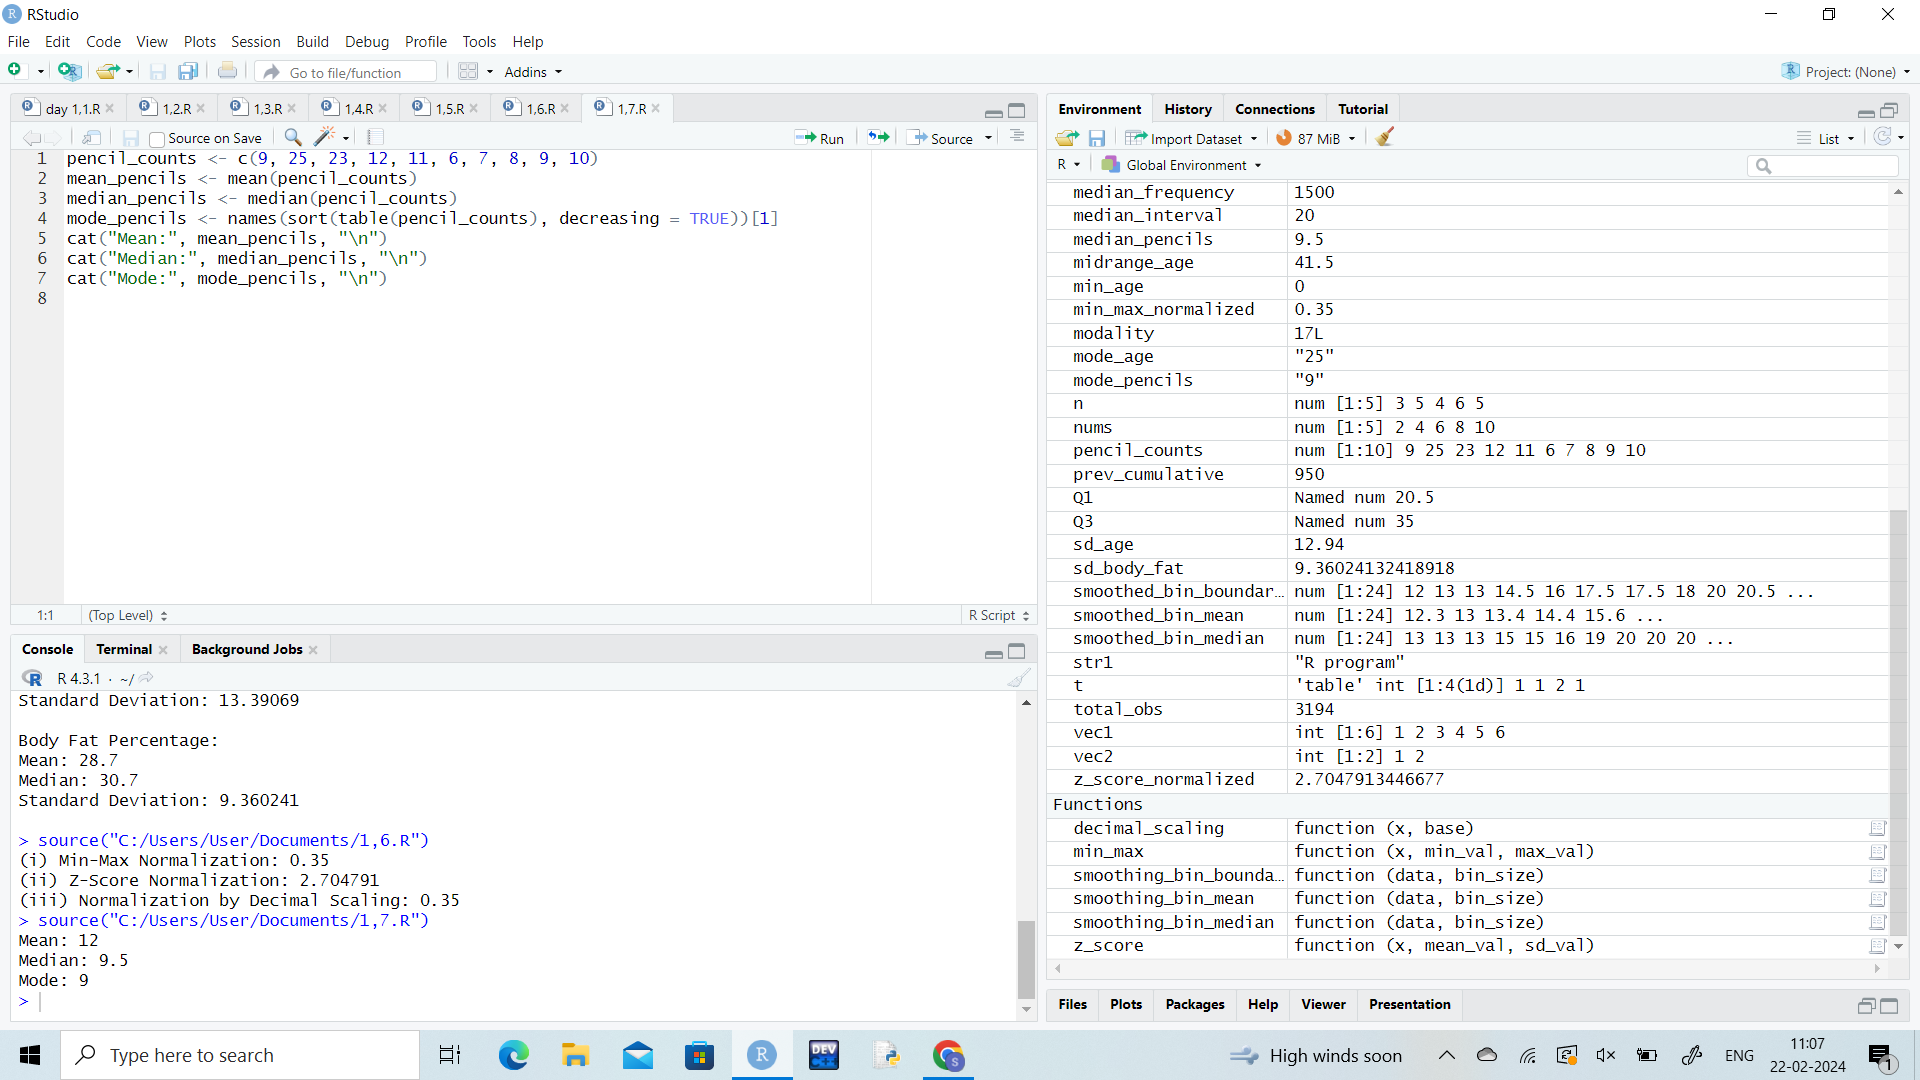 RStudio
File Edit Code View Plots Session Build Debug Profile Tools Help
Go to file/function Addins Project: (None)
day 1,1.R 1,2.R 1,3.R 1,4.R 1,5.R 1,6.R 1,7.R
Source on Save Run Source
1 pencil_counts <- c(9, 25, 23, 12, 11, 6, 7, 8, 9, 10)
2 mean_pencils <- mean(pencil_counts)
3 median_pencils <- median(pencil_counts)
4 mode_pencils <- names(sort(table(pencil_counts), decreasing = TRUE))[1]
5 cat("Mean:", mean_pencils, "\n")
6 cat("Median:", median_pencils, "\n")
7 cat("Mode:", mode_pencils, "\n")
8
1:1 (Top Level) R Script
Console Terminal Background Jobs
R 4.3.1 · ~/
Standard Deviation: 13.39069
Body Fat Percentage:
Mean: 28.7
Median: 30.7
Standard Deviation: 9.360241
> source("C:/Users/User/Documents/1,6.R")
(i) Min-Max Normalization: 0.35
(ii) Z-Score Normalization: 2.704791
(iii) Normalization by Decimal Scaling: 0.35
> source("C:/Users/User/Documents/1,7.R")
Mean: 12
Median: 9.5
Mode: 9
>
Environment History Connections Tutorial
Import Dataset 87 MiB List
R Global Environment
median_frequency 1500
median_interval 20
median_pencils 9.5
midrange_age 41.5
min_age 0
min_max_normalized 0.35
modality 17L
mode_age "25"
mode_pencils "9"
n num [1:5] 3 5 4 6 5
nums num [1:5] 2 4 6 8 10
pencil_counts num [1:10] 9 25 23 12 11 6 7 8 9 10
prev_cumulative 950
Q1 Named num 20.5
Q3 Named num 35
sd_age 12.94
sd_body_fat 9.36024132418918
smoothed_bin_boundar… num [1:24] 12 13 13 14.5 16 17.5 17.5 18 20 20.5 ...
smoothed_bin_mean num [1:24] 12.3 13 13.4 14.4 15.6 ...
smoothed_bin_median num [1:24] 13 13 13 15 15 16 19 20 20 20 ...
str1 "R program"
t 'table' int [1:4(1d)] 1 1 2 1
total_obs 3194
vec1 int [1:6] 1 2 3 4 5 6
vec2 int [1:2] 1 2
z_score_normalized 2.7047913446677
Functions
decimal_scaling function (x, base)
min_max function (x, min_val, max_val)
smoothing_bin_bounda… function (data, bin_size)
smoothing_bin_mean function (data, bin_size)
smoothing_bin_median function (data, bin_size)
z_score function (x, mean_val, sd_val)
Files Plots Packages Help Viewer Presentation
Type here to search
DEV C++
High winds soon
ENG
11:07
22-02-2024
1